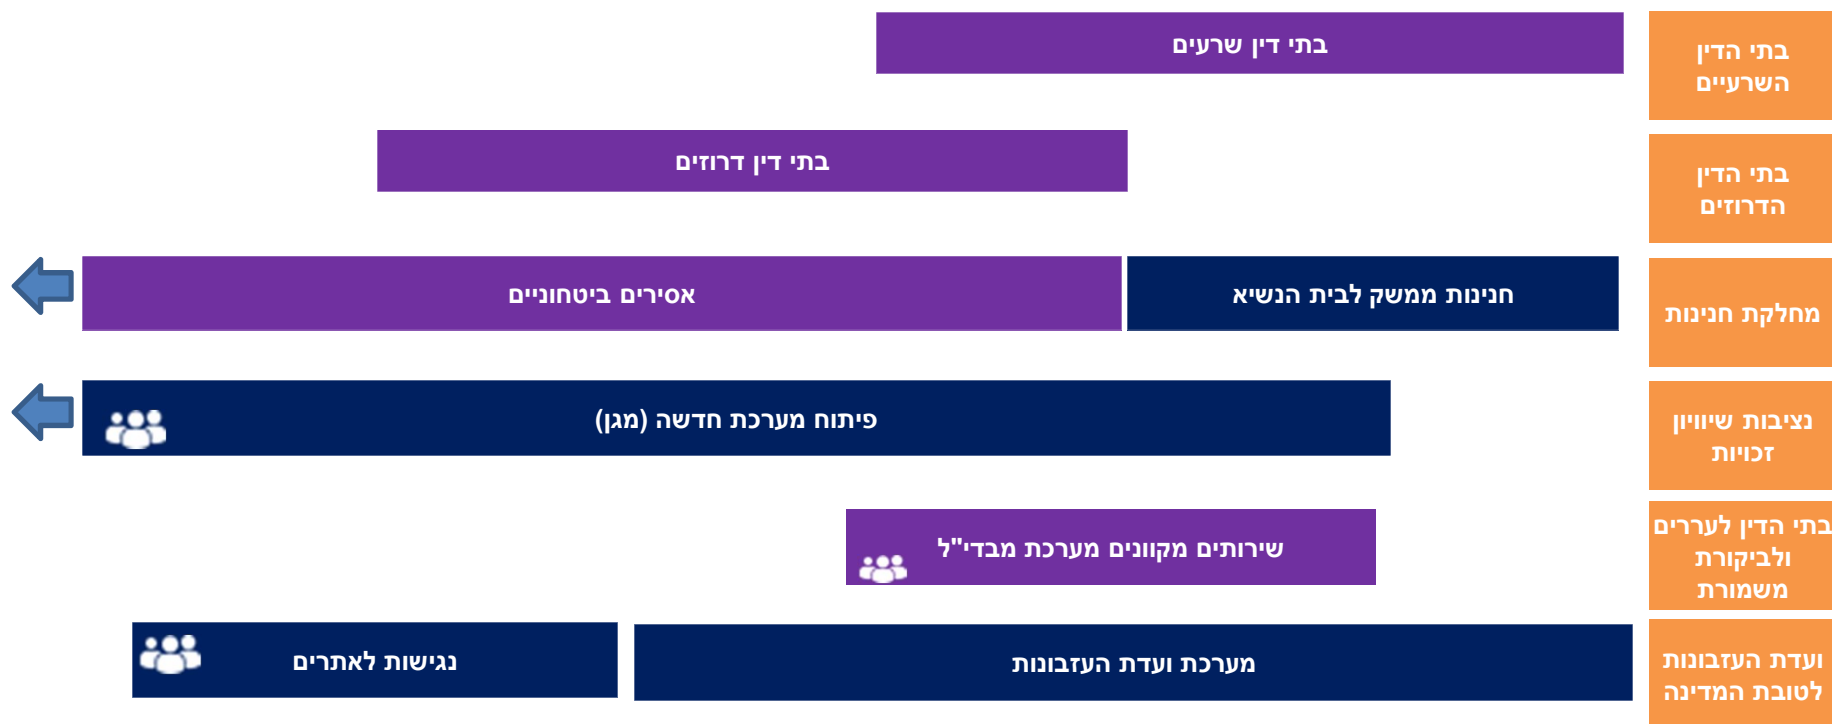 בתי הדין
השרעיים
בתי דין שרעים
בתי הדין
הדרוזים
בתי דין דרוזים
מחלקת חנינות
חנינות ממשק לבית הנשיא
אסירים ביטחוניים
נציבות שיוויון
זכויות
פיתוח מערכת חדשה (מגן)
בתי הדין לעררים
ולביקורת
משמורת
שירותים מקוונים מערכת מבדי"ל
ועדת העזבונות
לטובת המדינה
מערכת ועדת העזבונות
נגישות לאתרים